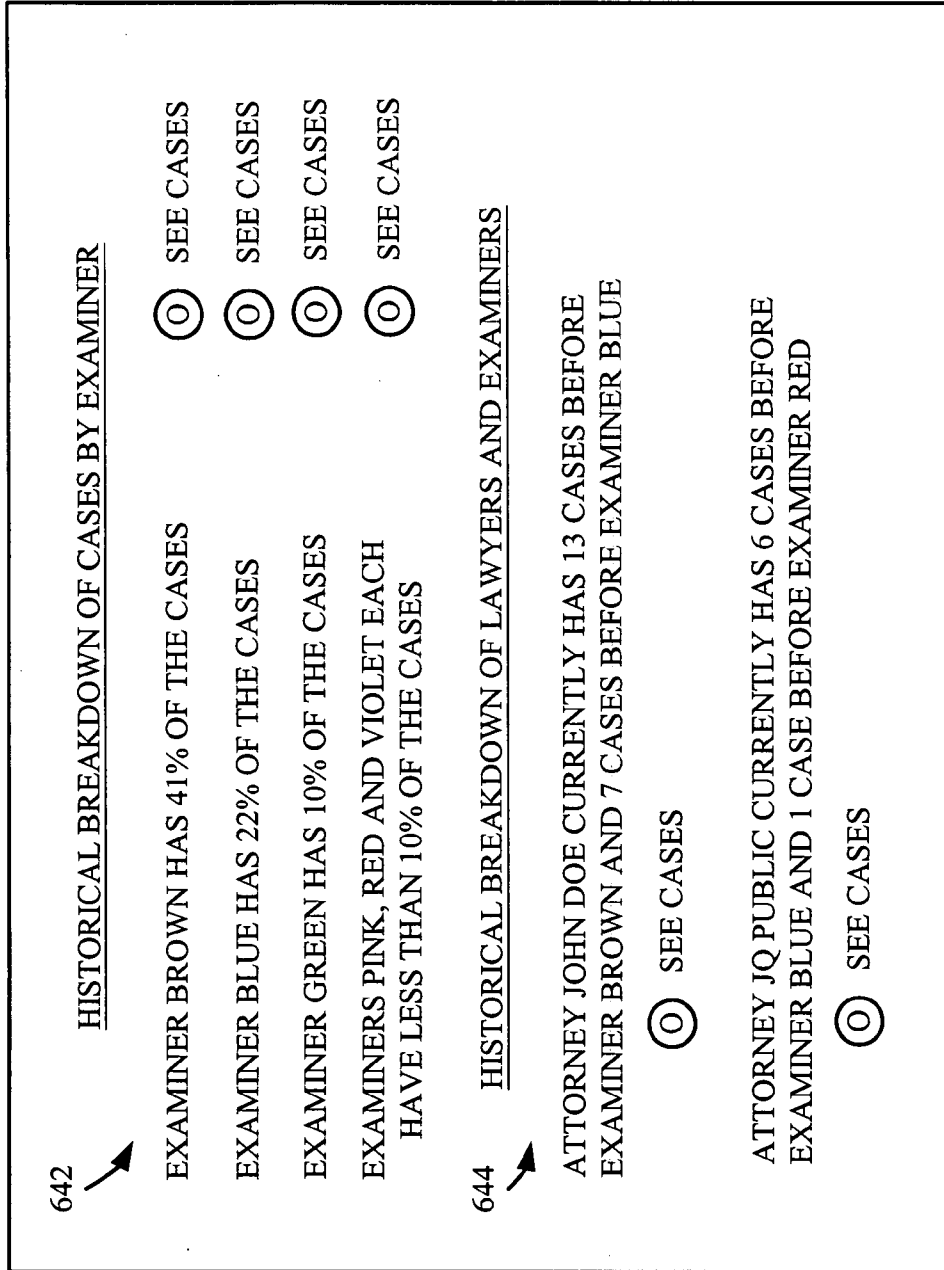 642
HISTORICAL BREAKDOWN OF CASES BY EXAMINER
EXAMINER BROWN HAS 41% OF THE CASES O SEE CASES
EXAMINER BLUE HAS 22% OF THE CASES O SEE CASES
EXAMINER GREEN HAS 10% OF THE CASES O SEE CASES
EXAMINERS PINK, RED AND VIOLET EACH O SEE CASES
HAVE LESS THAN 10% OF THE CASES
644
HISTORICAL BREAKDOWN OF LAWYERS AND EXAMINERS
ATTORNEY JOHN DOE CURRENTLY HAS 13 CASES BEFORE
EXAMINER BROWN AND 7 CASES BEFORE EXAMINER BLUE
O SEE CASES
ATTORNEY JQ PUBLIC CURRENTLY HAS 6 CASES BEFORE
EXAMINER BLUE AND 1 CASE BEFORE EXAMINER RED
O SEE CASES